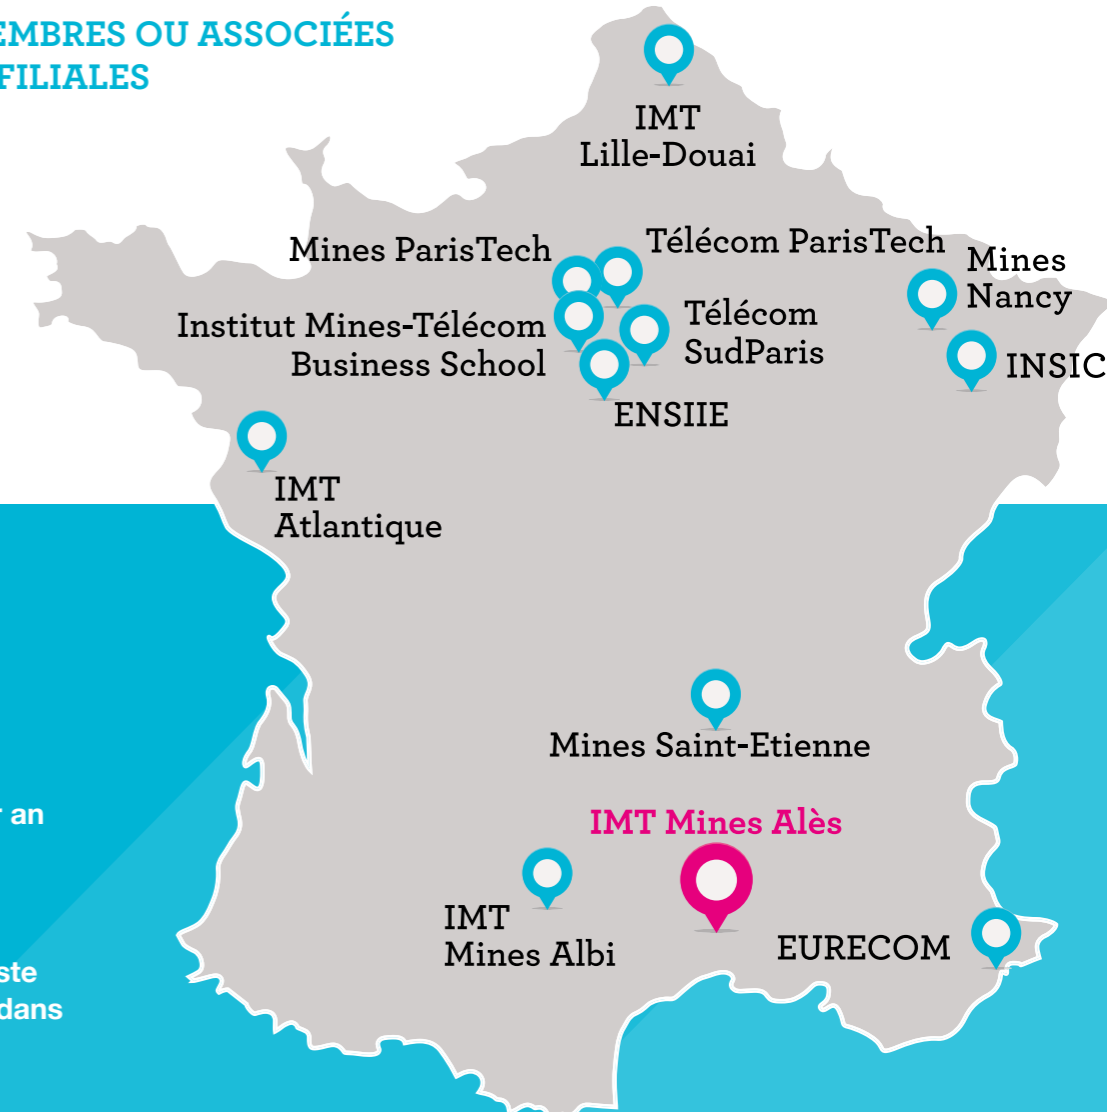 EMBRES OU ASSOCIÉES
FILIALES
IMT
Lille-Douai
Mines ParisTech
Télécom ParisTech
Mines
Nancy
Institut Mines-Télécom
Business School
Télécom
SudParis
INSIC
ENSIIE
IMT
Atlantique
Mines Saint-Etienne
r an
IMT Mines Alès
IMT
Mines Albi
EURECOM
ste
dans